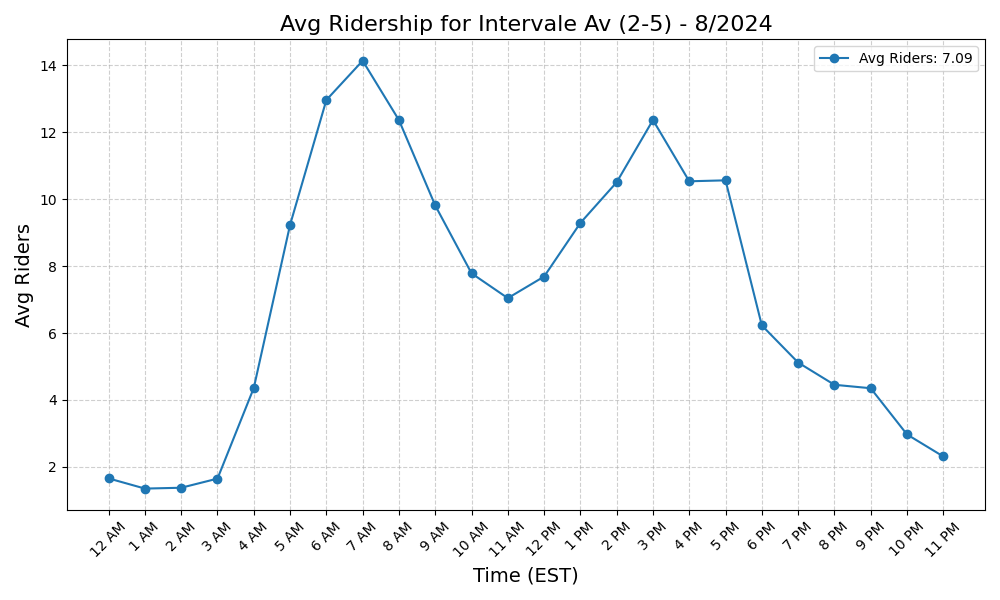 Avg Ridership for Intervale Av (2-5) - 8/2024
Avg Riders: 7.09
Avg Riders
14
12
10
8
6
4
2
12 AM
1 AM
2 AM
3 AM
4 AM
5 AM
6 AM
7 AM
8 AM
9 AM
10 AM
11 AM
12 PM
1 PM
2 PM
3 PM
4 PM
5 PM
6 PM
7 PM
8 PM
9 PM
10 PM
11 PM
Time (EST)